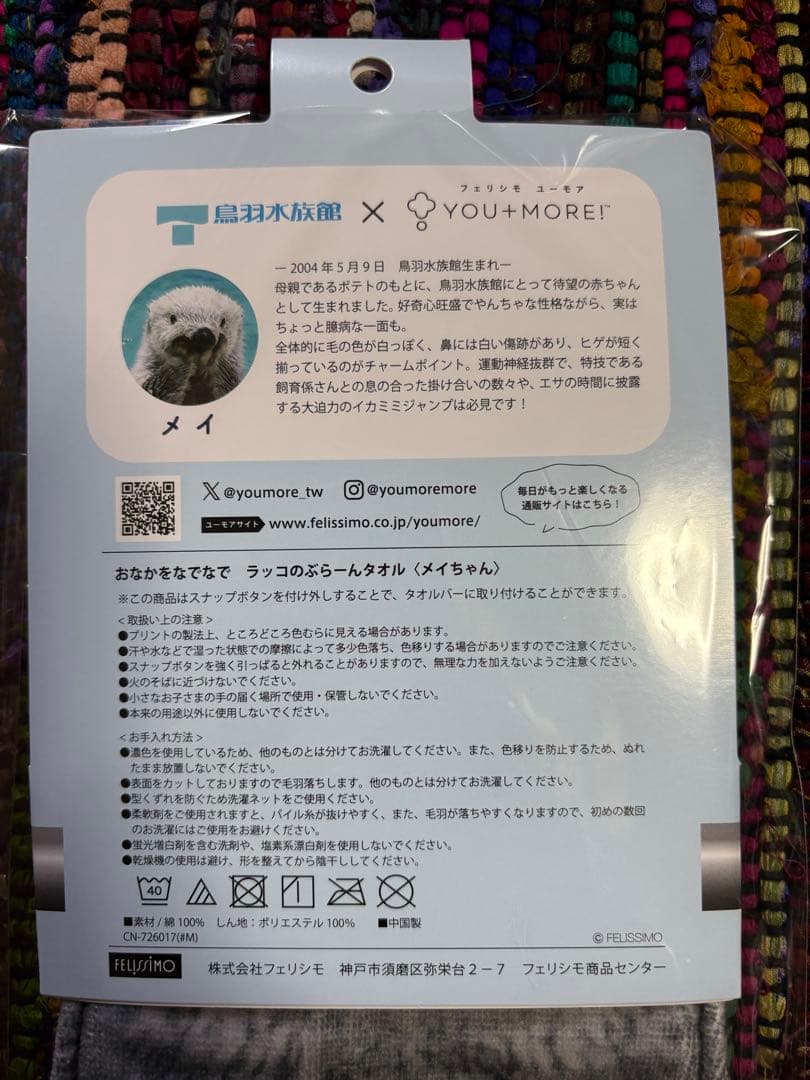 鳥羽水族館 × フェリシモ ユーモア YOU+MORE!™
ー 2004 年 5 月 9 日　鳥羽水族館生まれー
母親であるポテトのもとに、鳥羽水族館にとって待望の赤ちゃん
として生まれました。好奇心旺盛でやんちゃな性格ながら、実は
ちょっと臆病な一面も。
全体的に毛の色が白っぽく、鼻には白い傷跡があり、ヒゲが短く
揃っているのがチャームポイント。運動神経抜群で、特技である
飼育係さんとの息の合った掛け合いの数々や、エサの時間に披露
する大迫力のイカミミジャンプは必見です！
メイ
X @youmore_tw @youmoremore
ユーモアサイト www.felissimo.co.jp/youmore/
毎日がもっと楽しくなる
通販サイトはこちら！
おなかをなでなで　ラッコのぶらーんタオル〈メイちゃん〉
※この商品はスナップボタンを付け外しすることで、タオルバーに取り付けることができます。
＜取扱い上の注意＞
●プリントの製法上、ところどころ色むらに見える場合があります。
●汗や水などで湿った状態での摩擦によって多少色落ち、色移りする場合がありますのでご注意ください。
●スナップボタンを強く引っぱると外れることがありますので、無理な力を加えないようご注意ください。
●火のそばに近づけないでください。
●小さなお子さまの手の届く場所で使用・保管しないでください。
●本来の用途以外に使用しないでください。
＜お手入れ方法＞
●濃色を使用しているため、他のものとは分けてお洗濯してください。また、色移りを防止するため、ぬれ
たまま放置しないでください。
●表面をカットしておりますので毛羽落ちします。他のものとは分けてお洗濯してください。
●型くずれを防ぐため洗濯ネットをご使用ください。
●柔軟剤をご使用されますと、パイル糸が抜けやすく、また、毛羽が落ちやすくなりますので、初めの数回
のお洗濯にはご使用をお避けください。
●蛍光増白剤を含む洗剤や、塩素系漂白剤を使用しないでください。
●乾燥機の使用は避け、形を整えてから陰干ししてください。
40
■素材 / 綿 100%　しん地：ポリエステル 100%　■中国製
CN-726017(#M)
© FELISSIMO
FELISSIMO 株式会社フェリシモ　神戸市須磨区弥栄台２－７　フェリシモ商品センター